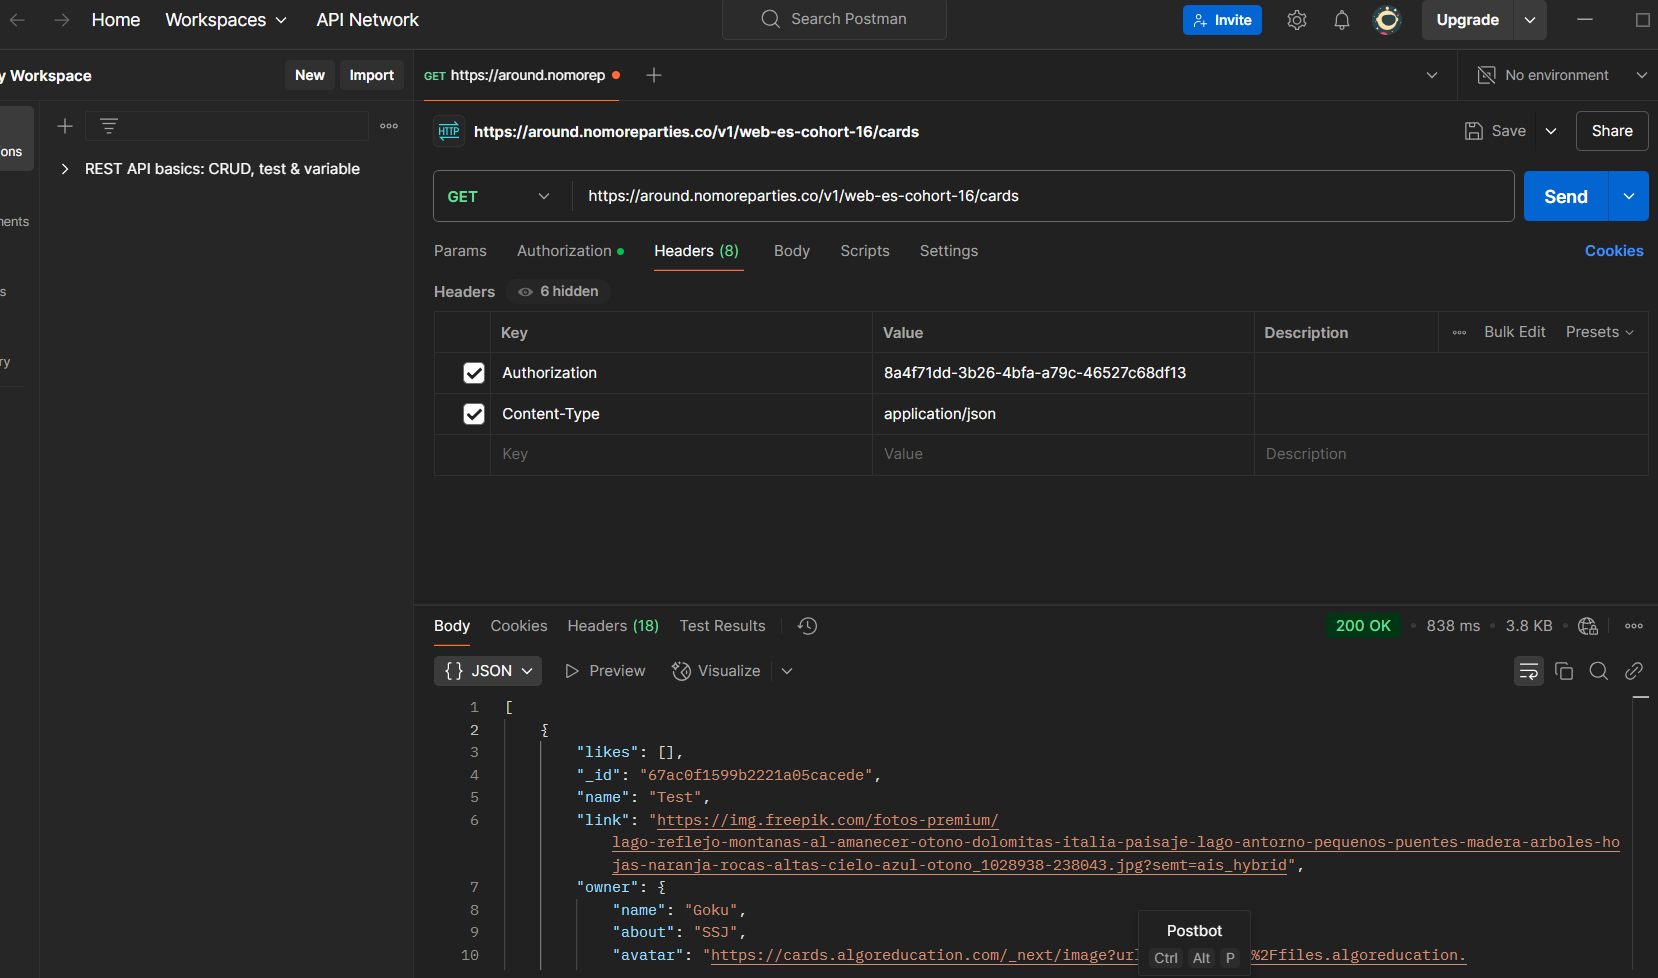 Home Workspaces API Network Search Postman Invite Upgrade
y Workspace New Import GET https://around.nomorep No environment
HTTP https://around.nomoreparties.co/v1/web-es-cohort-16/cards Save Share
ons
REST API basics: CRUD, test & variable
GET https://around.nomoreparties.co/v1/web-es-cohort-16/cards Send
nents
Params Authorization Headers (8) Body Scripts Settings Cookies
s
Headers 6 hidden
Key Value Description Bulk Edit Presets
ry
Authorization 8a4f71dd-3b26-4bfa-a79c-46527c68df13
Content-Type application/json
Key Value Description
Body Cookies Headers (18) Test Results 200 OK • 838 ms • 3.8 KB •
{} JSON Preview Visualize
1 [
2 {
3 "likes": [],
4 "_id": "67ac0f1599b2221a05cacede",
5 "name": "Test",
6 "link": "https://img.freepik.com/fotos-premium/
lago-reflejo-montanas-al-amanecer-otono-dolomitas-italia-paisaje-lago-antorno-pequenos-puentes-madera-arboles-ho
jas-naranja-rocas-altas-cielo-azul-otono_1028938-238043.jpg?semt=ais_hybrid",
7 "owner": {
8 "name": "Goku",
9 "about": "SSJ",
10 "avatar": "https://cards.algoreducation.com/_next/image?url %2Ffiles.algoreducation.
Postbot
Ctrl Alt P